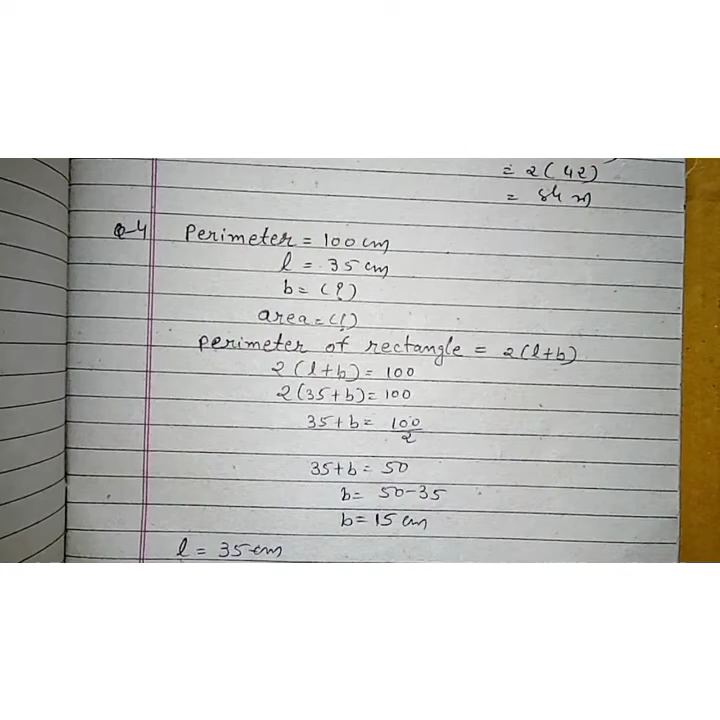 = 2(42)
= 84 m
Q-4 Perimeter = 100 cm
l = 35 cm
b = (?)
area = (?)
perimeter of rectangle = 2(l+b)
2(l+b) = 100
2(35+b) = 100
35+b = 100/2
35+b = 50
b = 50-35
b = 15 cm
l = 35 cm